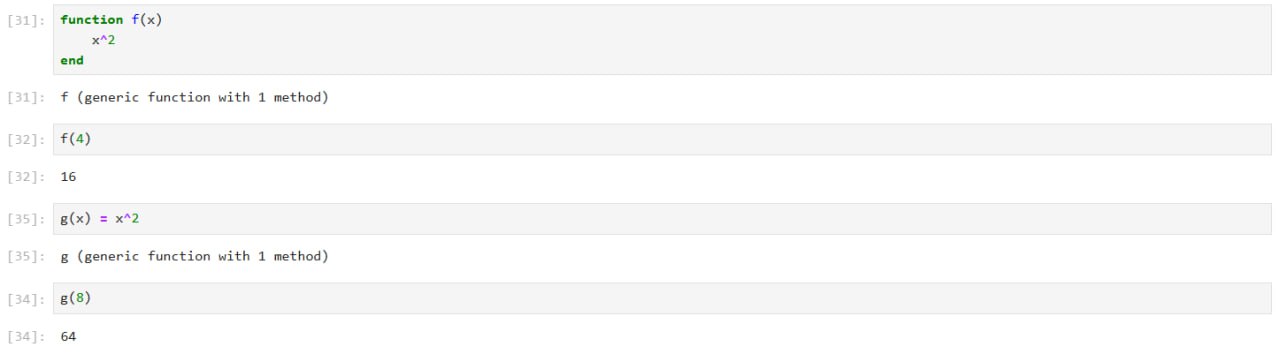 [31]: function f(x)
    x^2
end
[31]: f (generic function with 1 method)
[32]: f(4)
[32]: 16
[35]: g(x) = x^2
[35]: g (generic function with 1 method)
[34]: g(8)
[34]: 64